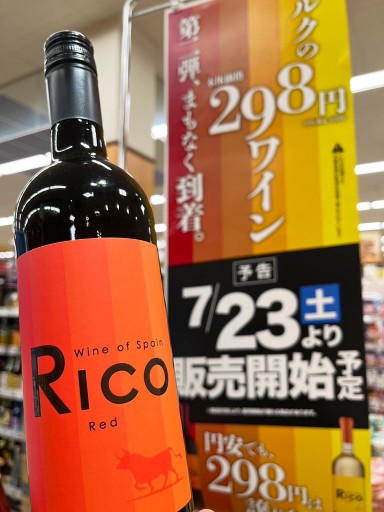 Wine of Spain
RICO
Red
ルクの
298円
ワイン
第二弾、まもなく到着。
予告
7/23土より
販売開始予定
円安でも、
298円は
Rico